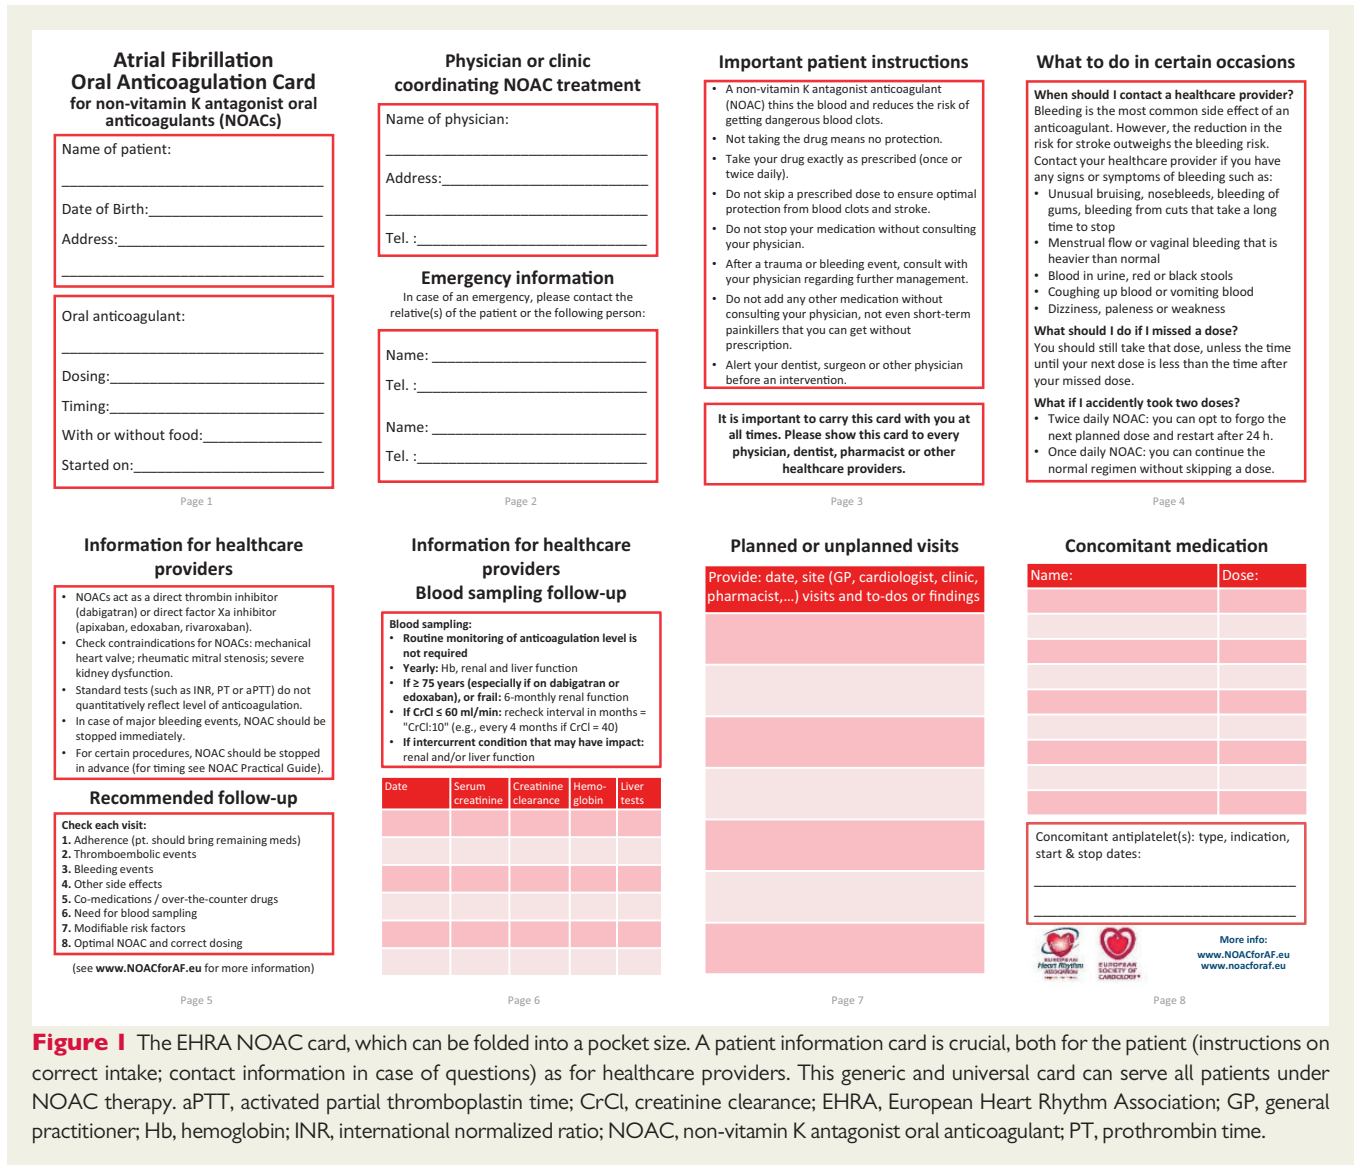 Atrial Fibrillation
Oral Anticoagulation Card
for non-vitamin K antagonist oral
anticoagulants (NOACs)
Name of patient:
Date of Birth:
Address:
Oral anticoagulant:
Dosing:
Timing:
With or without food:
Started on:
Page 1
Physician or clinic
coordinating NOAC treatment
Name of physician:
Address:
Tel. :
Emergency information
In case of an emergency, please contact the
relative(s) of the patient or the following person:
Name:
Tel. :
Name:
Tel. :
Page 2
Important patient instructions
• A non-vitamin K antagonist anticoagulant
(NOAC) thins the blood and reduces the risk of
getting dangerous blood clots.
• Not taking the drug means no protection.
• Take your drug exactly as prescribed (once or
twice daily).
• Do not skip a prescribed dose to ensure optimal
protection from blood clots and stroke.
• Do not stop your medication without consulting
your physician.
• After a trauma or bleeding event, consult with
your physician regarding further management.
• Do not add any other medication without
consulting your physician, not even short-term
painkillers that you can get without
prescription.
• Alert your dentist, surgeon or other physician
before an intervention.
It is important to carry this card with you at
all times. Please show this card to every
physician, dentist, pharmacist or other
healthcare providers.
Page 3
What to do in certain occasions
When should I contact a healthcare provider?
Bleeding is the most common side effect of an
anticoagulant. However, the reduction in the
risk for stroke outweighs the bleeding risk.
Contact your healthcare provider if you have
any signs or symptoms of bleeding such as:
• Unusual bruising, nosebleeds, bleeding of
gums, bleeding from cuts that take a long
time to stop
• Menstrual flow or vaginal bleeding that is
heavier than normal
• Blood in urine, red or black stools
• Coughing up blood or vomiting blood
• Dizziness, paleness or weakness
What should I do if I missed a dose?
You should still take that dose, unless the time
until your next dose is less than the time after
your missed dose.
What if I accidently took two doses?
• Twice daily NOAC: you can opt to forgo the
next planned dose and restart after 24 h.
• Once daily NOAC: you can continue the
normal regimen without skipping a dose.
Page 4
Information for healthcare
providers
• NOACs act as a direct thrombin inhibitor
(dabigatran) or direct factor Xa inhibitor
(apixaban, edoxaban, rivaroxaban).
• Check contraindications for NOACs: mechanical
heart valve; rheumatic mitral stenosis; severe
kidney dysfunction.
• Standard tests (such as INR, PT or aPTT) do not
quantitatively reflect level of anticoagulation.
• In case of major bleeding events, NOAC should be
stopped immediately.
• For certain procedures, NOAC should be stopped
in advance (for timing see NOAC Practical Guide).
Recommended follow-up
Check each visit:
1. Adherence (pt. should bring remaining meds)
2. Thromboembolic events
3. Bleeding events
4. Other side effects
5. Co-medications / over-the-counter drugs
6. Need for blood sampling
7. Modifiable risk factors
8. Optimal NOAC and correct dosing
(see www.NOACforAF.eu for more information)
Page 5
Information for healthcare
providers
Blood sampling follow-up
Blood sampling:
• Routine monitoring of anticoagulation level is
not required
• Yearly: Hb, renal and liver function
• If ≥ 75 years (especially if on dabigatran or
edoxaban), or frail: 6-monthly renal function
• If CrCl ≤ 60 ml/min: recheck interval in months =
"CrCl:10" (e.g., every 4 months if CrCl = 40)
• If intercurrent condition that may have impact:
renal and/or liver function
Date Serum creatinine Creatinine clearance Hemo-globin Liver tests
Page 6
Planned or unplanned visits
Provide: date, site (GP, cardiologist, clinic,
pharmacist,...) visits and to-dos or findings
Page 7
Concomitant medication
Name: Dose:
Concomitant antiplatelet(s): type, indication,
start & stop dates:
EUROPEAN
Heart Rhythm
ASSOCIATION
EUROPEAN
SOCIETY OF
CARDIOLOGY®
More info:
www.NOACforAF.eu
www.noacforaf.eu
Page 8
Figure 1 The EHRA NOAC card, which can be folded into a pocket size. A patient information card is crucial, both for the patient (instructions on
correct intake; contact information in case of questions) as for healthcare providers. This generic and universal card can serve all patients under
NOAC therapy. aPTT, activated partial thromboplastin time; CrCl, creatinine clearance; EHRA, European Heart Rhythm Association; GP, general
practitioner; Hb, hemoglobin; INR, international normalized ratio; NOAC, non-vitamin K antagonist oral anticoagulant; PT, prothrombin time.